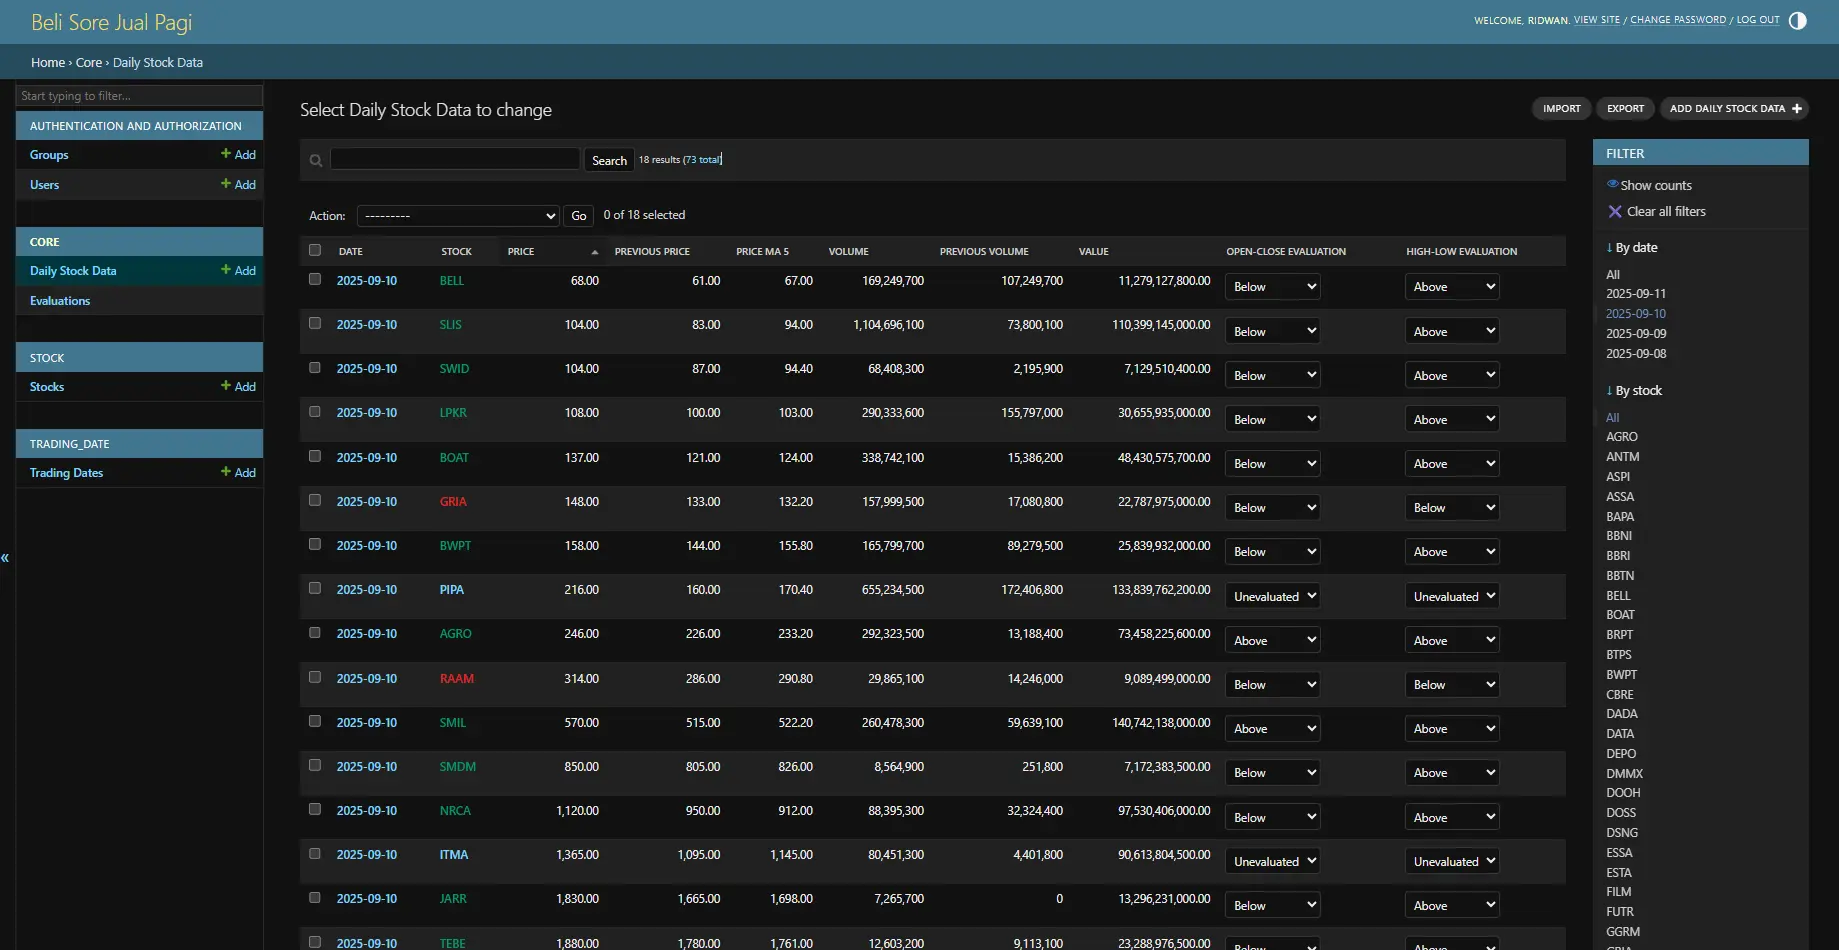 Beli Sore Jual Pagi
WELCOME, RIDWAN. VIEW SITE / CHANGE PASSWORD / LOG OUT
Home › Core › Daily Stock Data
Start typing to filter...
AUTHENTICATION AND AUTHORIZATION
Groups + Add
Users + Add
CORE
Daily Stock Data + Add
Evaluations
STOCK
Stocks + Add
TRADING_DATE
Trading Dates + Add
«
Select Daily Stock Data to change
IMPORT EXPORT ADD DAILY STOCK DATA +
Search 18 results (73 total)
Action: --------- Go 0 of 18 selected
DATE STOCK PRICE PREVIOUS PRICE PRICE MA 5 VOLUME PREVIOUS VOLUME VALUE OPEN-CLOSE EVALUATION HIGH-LOW EVALUATION
2025-09-10 BELL 68.00 61.00 67.00 169,249,700 107,249,700 11,279,127,800.00 Below Above
2025-09-10 SLIS 104.00 83.00 94.00 1,104,696,100 73,800,100 110,399,145,000.00 Below Above
2025-09-10 SWID 104.00 87.00 94.40 68,408,300 2,195,900 7,129,510,400.00 Below Above
2025-09-10 LPKR 108.00 100.00 103.00 290,333,600 155,797,000 30,655,935,000.00 Below Above
2025-09-10 BOAT 137.00 121.00 124.00 338,742,100 15,386,200 48,430,575,700.00 Below Above
2025-09-10 GRIA 148.00 133.00 132.20 157,999,500 17,080,800 22,787,975,000.00 Below Below
2025-09-10 BWPT 158.00 144.00 155.80 165,799,700 89,279,500 25,839,932,000.00 Below Above
2025-09-10 PIPA 216.00 160.00 170.40 655,234,500 172,406,800 133,839,762,200.00 Unevaluated Unevaluated
2025-09-10 AGRO 246.00 226.00 233.20 292,323,500 13,188,400 73,458,225,600.00 Above Above
2025-09-10 RAAM 314.00 286.00 290.80 29,865,100 14,246,000 9,089,499,000.00 Below Below
2025-09-10 SMIL 570.00 515.00 522.20 260,478,300 59,639,100 140,742,138,000.00 Above Above
2025-09-10 SMDM 850.00 805.00 826.00 8,564,900 251,800 7,172,383,500.00 Below Above
2025-09-10 NRCA 1,120.00 950.00 912.00 88,395,300 32,324,400 97,530,406,000.00 Below Above
2025-09-10 ITMA 1,365.00 1,095.00 1,145.00 80,451,300 4,401,800 90,613,804,500.00 Unevaluated Unevaluated
2025-09-10 JARR 1,830.00 1,665.00 1,698.00 7,265,700 0 13,296,231,000.00 Below Above
2025-09-10 TEBE 1,880.00 1,780.00 1,761.00 12,603,200 9,113,100 23,288,976,500.00 Below Above
FILTER
Show counts
Clear all filters
↓ By date
All
2025-09-11
2025-09-10
2025-09-09
2025-09-08
↓ By stock
All
AGRO
ANTM
ASPI
ASSA
BAPA
BBNI
BBRI
BBTN
BELL
BOAT
BRPT
BTPS
BWPT
CBRE
DADA
DATA
DEPO
DMMX
DOOH
DOSS
DSNG
ESSA
ESTA
FILM
FUTR
GGRM
GRIA